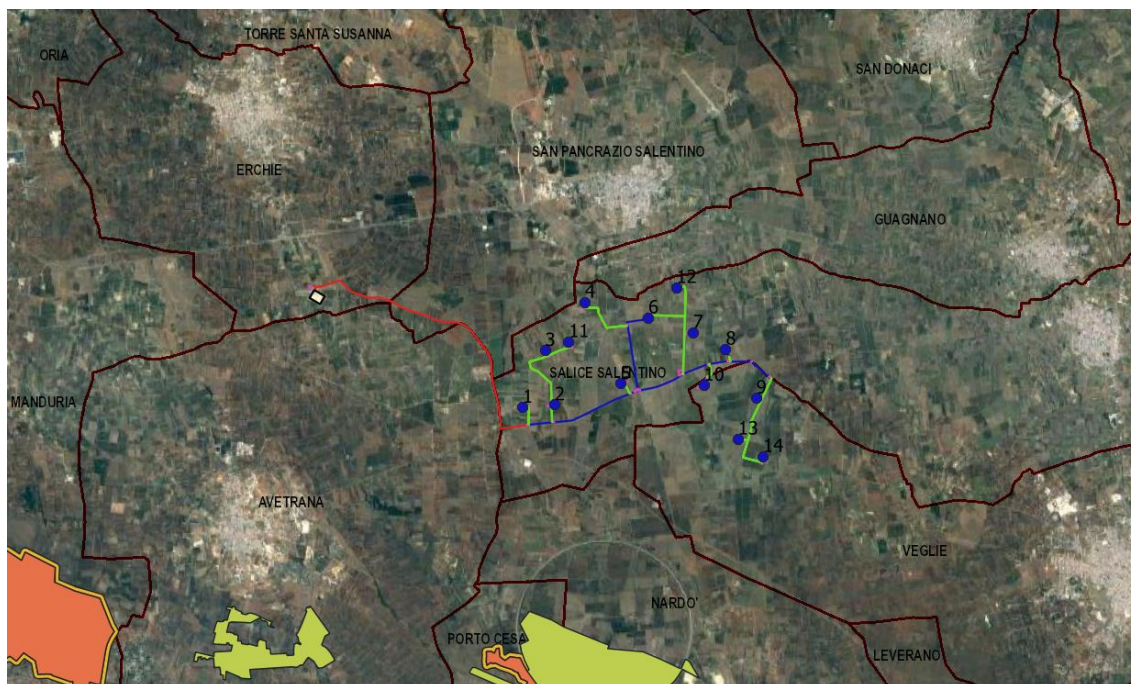 TORRE SANTA SUSANNA
ORIA
SAN DONACI
SAN PANCRAZIO SALENTINO
ERCHIE
GUAGNANO
12
4
6
7
11
3
8
SALICE SALENTINO
5
10
MANDURIA
9
1
2
13
14
AVETRANA
VEGLIE
NARDO'
PORTO CESA
LEVERANO